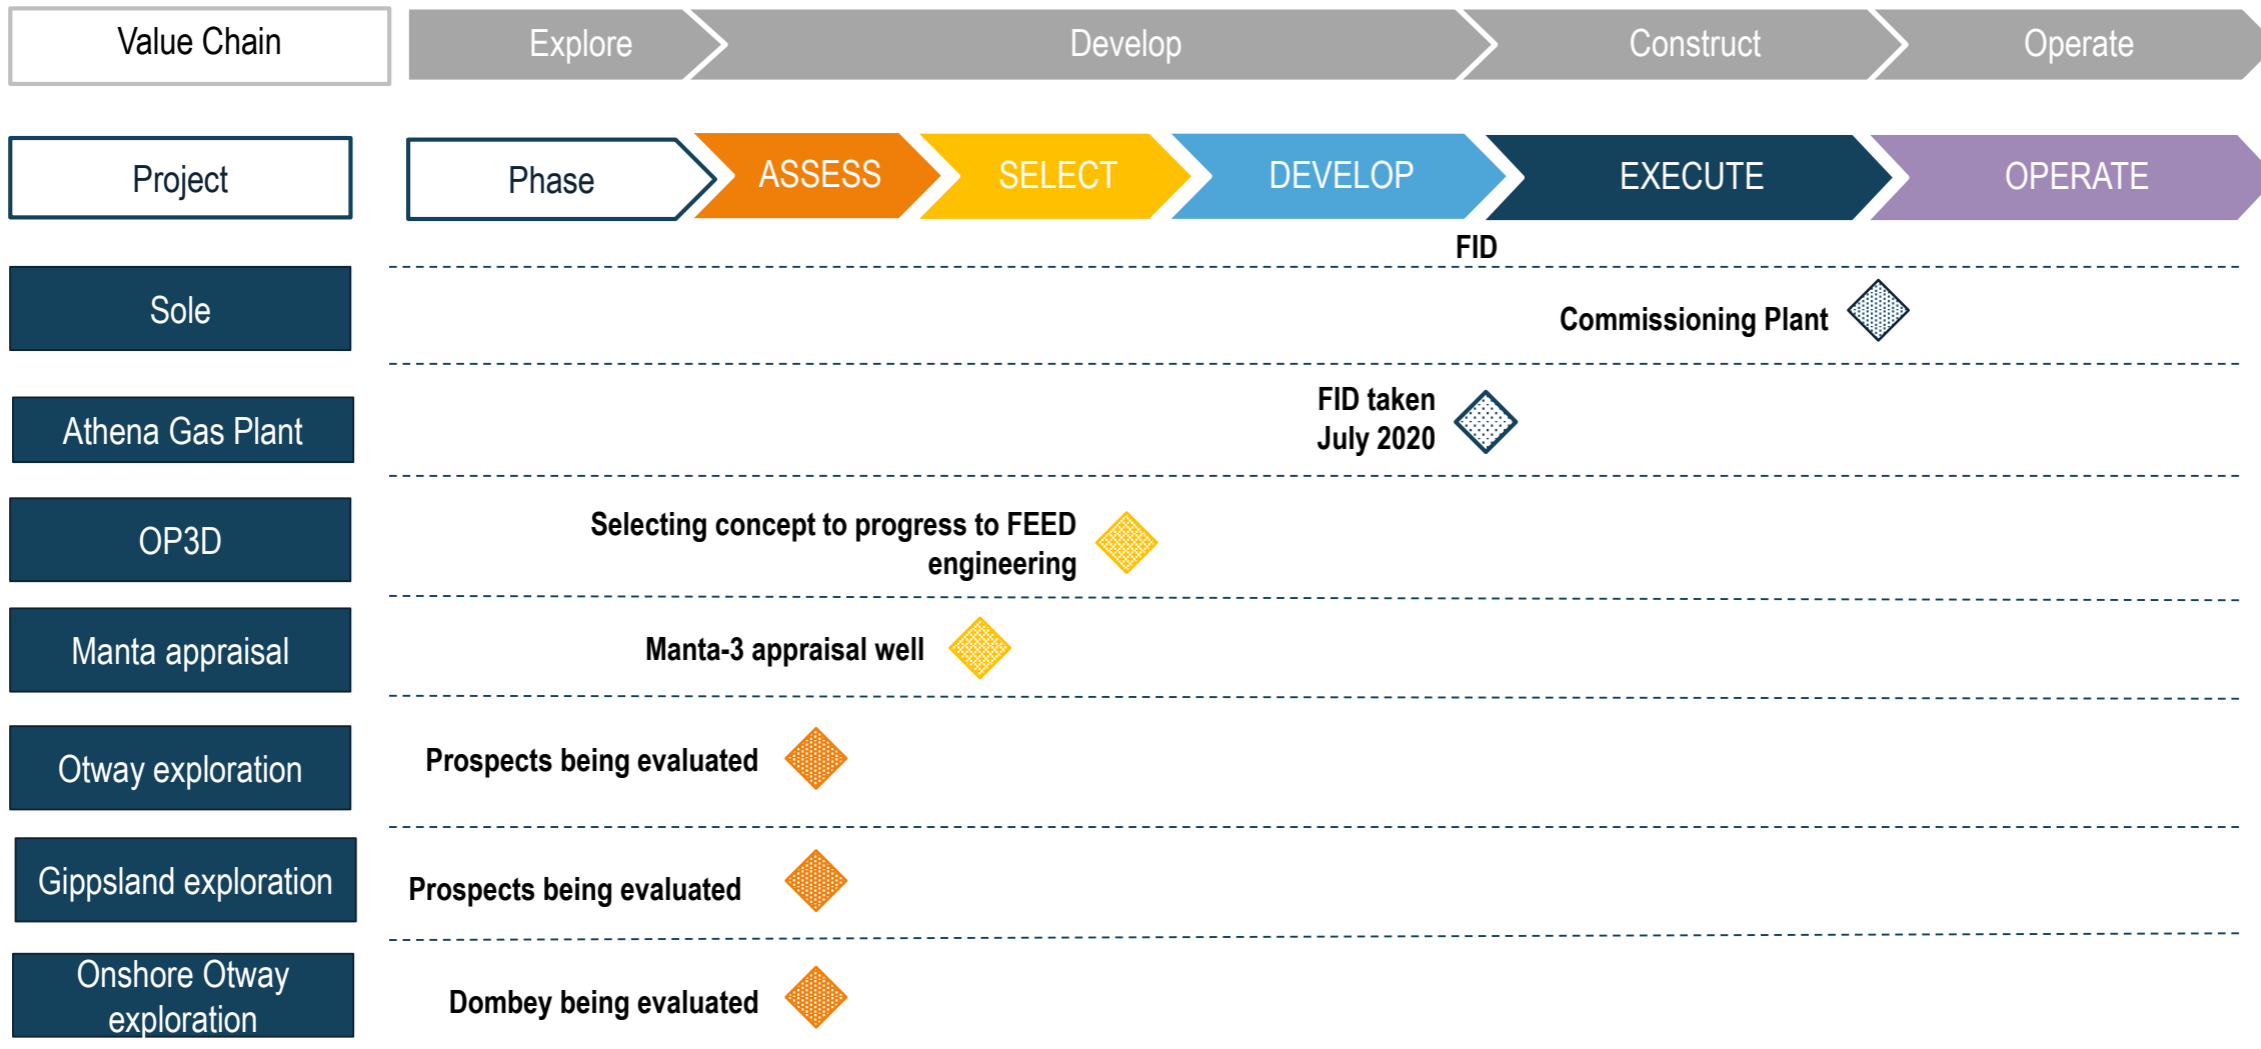 Value Chain
Explore
Develop
Construct
Operate
Project
Phase
ASSESS
SELECT
DEVELOP
EXECUTE
OPERATE
FID
Sole
Commissioning Plant
Athena Gas Plant
FID taken
July 2020
OP3D
Selecting concept to progress to FEED
engineering
Manta appraisal
Manta-3 appraisal well
Otway exploration
Prospects being evaluated
Gippsland exploration
Prospects being evaluated
Onshore Otway
exploration
Dombey being evaluated